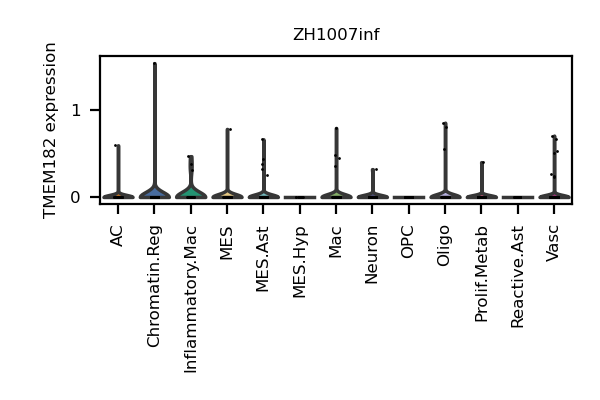 ZH1007inf
TMEM182 expression
1
0
AC
Chromatin.Reg
Inflammatory.Mac
MES
MES.Ast
MES.Hyp
Mac
Neuron
OPC
Oligo
Prolif.Metab
Reactive.Ast
Vasc